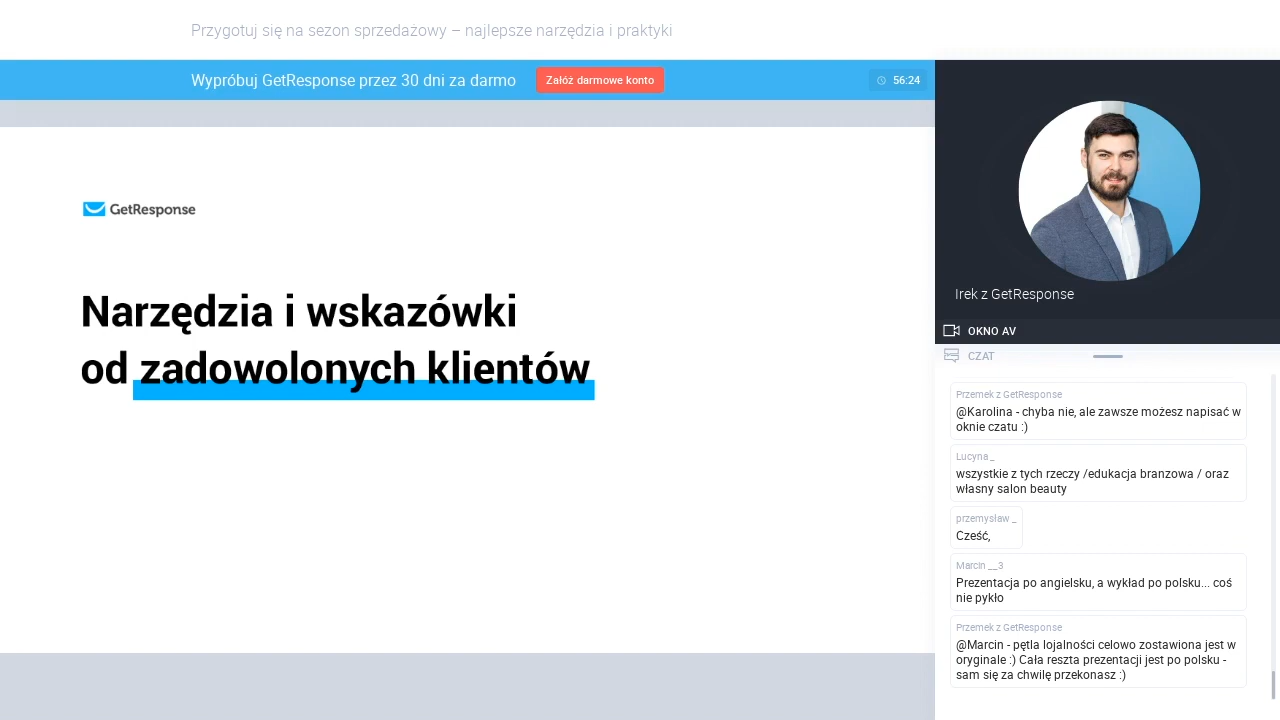 Przygotuj się na sezon sprzedażowy – najlepsze narzędzia i praktyki
Wypróbuj GetResponse przez 30 dni za darmo
Załóż darmowe konto
56:24
GetResponse
Narzędzia i wskazówki
od zadowolonych klientów
Irek z GetResponse
OKNO AV
CZAT
Przemek z GetResponse
@Karolina - chyba nie, ale zawsze możesz napisać w
oknie czatu :)
Lucyna _
wszystkie z tych rzeczy /edukacja branzowa / oraz
własny salon beauty
przemysław _
Cześć,
Marcin __3
Prezentacja po angielsku, a wykład po polsku... coś
nie pykło
Przemek z GetResponse
@Marcin - pętla lojalności celowo zostawiona jest w
oryginale :) Cała reszta prezentacji jest po polsku -
sam się za chwilę przekonasz :)